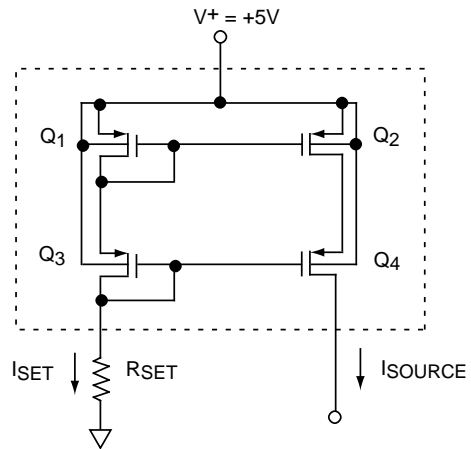 V+ = +5V
Q1
Q2
Q3
Q4
ISET
RSET
ISOURCE